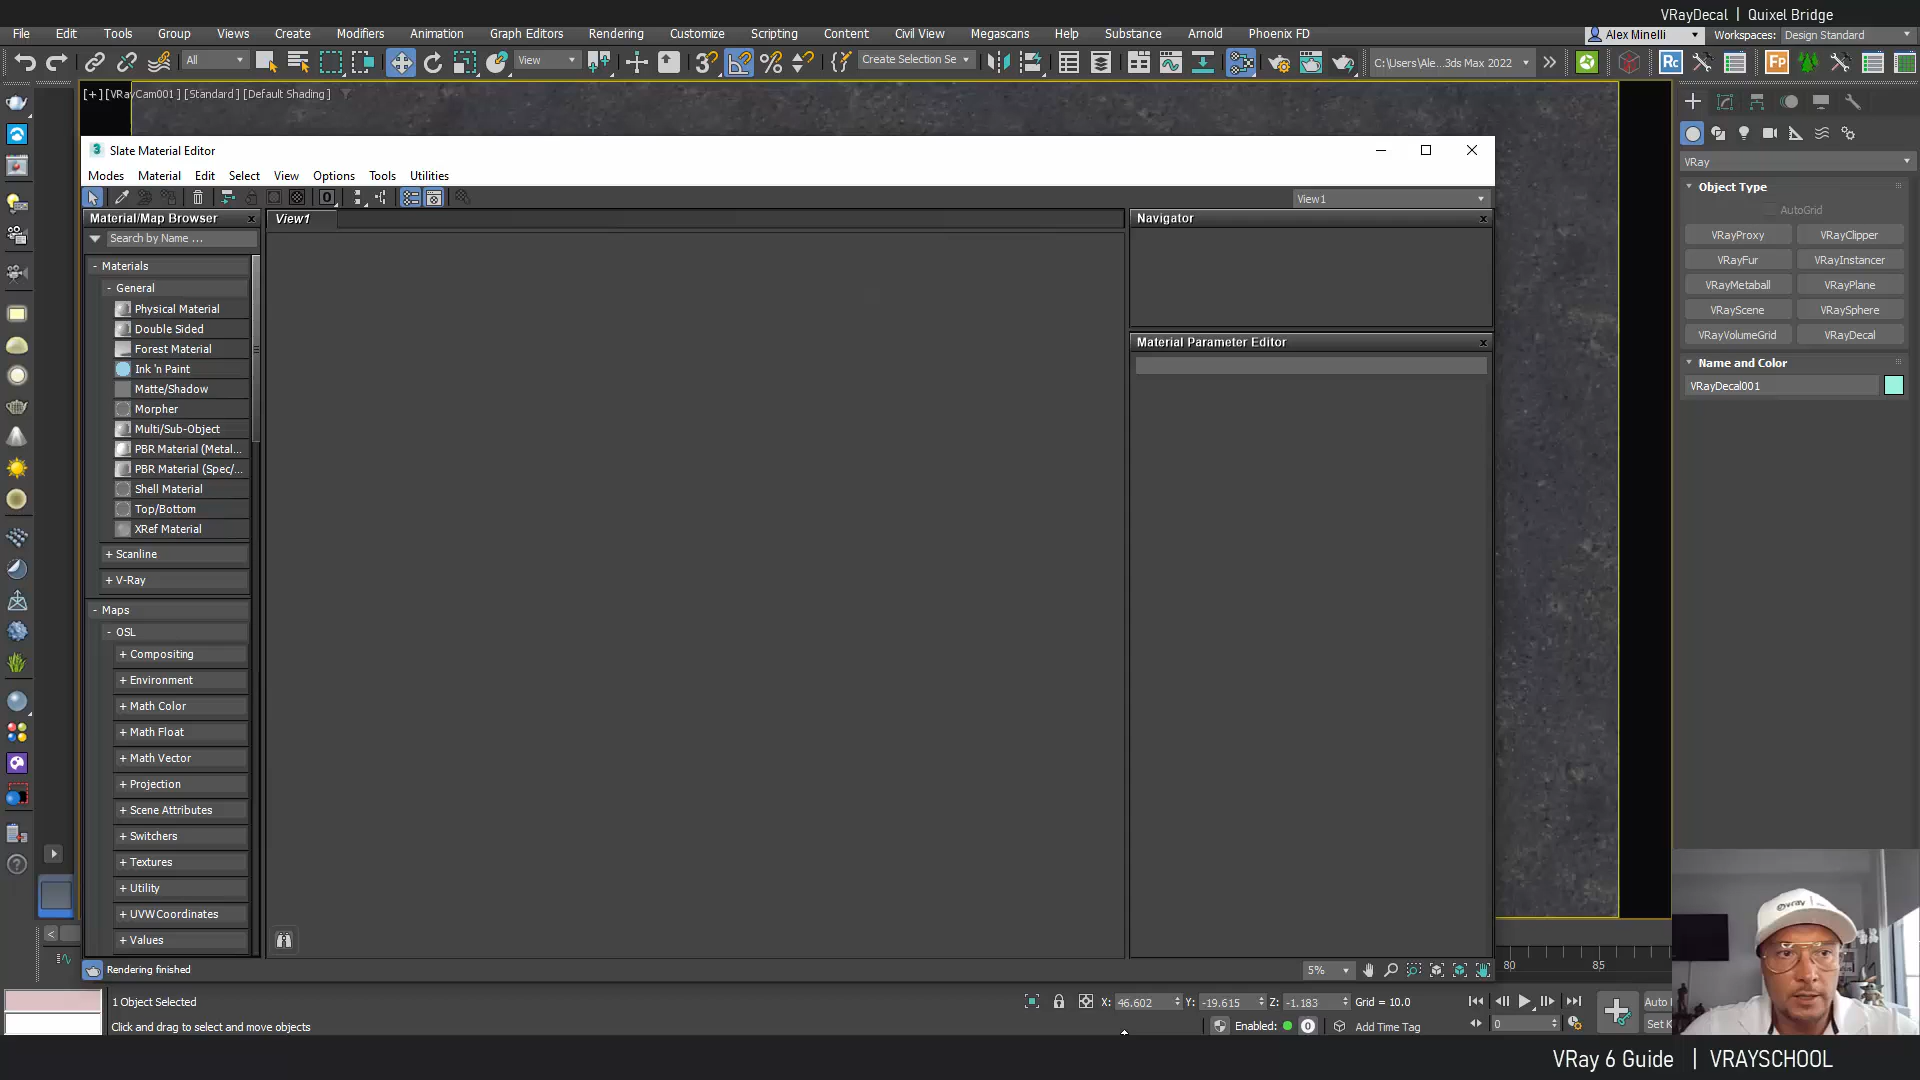 VRayDecal | Quixel Bridge
File Edit Tools Group Views Create Modifiers Animation Graph Editors Rendering Customize Scripting Content Civil View Megascans Help Substance Arnold Phoenix FD
Alex Minelli Workspaces: Design Standard
All View Create Selection Se C:\Users\Ale...3ds Max 2022
Rc Fp
[+][VRayCam001] [Standard] [Default Shading]
Slate Material Editor
Modes Material Edit Select View Options Tools Utilities
View1
Material/Map Browser
Search by Name ...
- Materials
- General
Physical Material
Double Sided
Forest Material
Ink 'n Paint
Matte/Shadow
Morpher
Multi/Sub-Object
PBR Material (Metal...
PBR Material (Spec/...
Shell Material
Top/Bottom
XRef Material
+ Scanline
+ V-Ray
- Maps
- OSL
+ Compositing
+ Environment
+ Math Color
+ Math Float
+ Math Vector
+ Projection
+ Scene Attributes
+ Switchers
+ Textures
+ Utility
+ UVW Coordinates
+ Values
View1
Navigator
Material Parameter Editor
Rendering finished
5%
VRay
Object Type
AutoGrid
VRayProxy VRayClipper
VRayFur VRayInstancer
VRayMetaball VRayPlane
VRayScene VRaySphere
VRayVolumeGrid VRayDecal
Name and Color
VRayDecal001
80 85
1 Object Selected
Click and drag to select and move objects
X: 46.602 Y: -19.615 Z: -1.183 Grid = 10.0
Enabled: 0 Add Time Tag
0
Auto
Set K
vray
VRay 6 Guide | VRAYSCHOOL